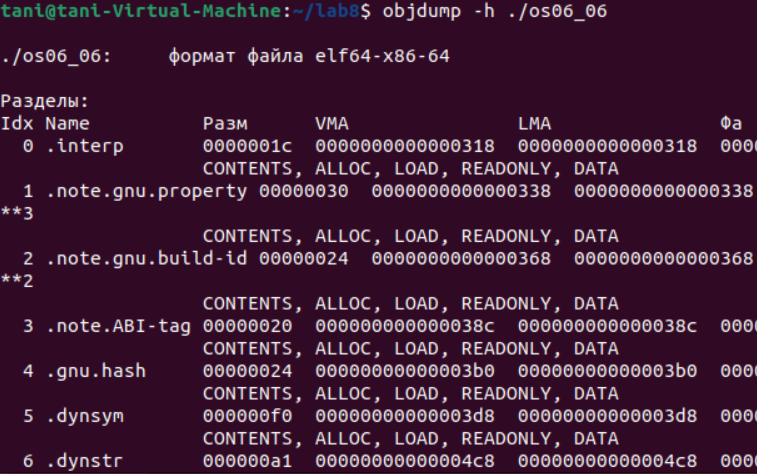 tani@tani-Virtual-Machine:~/lab8$ objdump -h ./os06_06
./os06_06:     формат файла elf64-x86-64
Разделы:
Idx Name          Разм      VMA               LMA               Фа
  0 .interp       0000001c  0000000000000318  0000000000000318  000
                  CONTENTS, ALLOC, LOAD, READONLY, DATA
  1 .note.gnu.property 00000030  0000000000000338  0000000000000338
**3
                  CONTENTS, ALLOC, LOAD, READONLY, DATA
  2 .note.gnu.build-id 00000024  0000000000000368  0000000000000368
**2
                  CONTENTS, ALLOC, LOAD, READONLY, DATA
  3 .note.ABI-tag 00000020  000000000000038c  000000000000038c  000
                  CONTENTS, ALLOC, LOAD, READONLY, DATA
  4 .gnu.hash     00000024  00000000000003b0  00000000000003b0  000
                  CONTENTS, ALLOC, LOAD, READONLY, DATA
  5 .dynsym       000000f0  00000000000003d8  00000000000003d8  000
                  CONTENTS, ALLOC, LOAD, READONLY, DATA
  6 .dynstr       000000a1  00000000000004c8  00000000000004c8  000